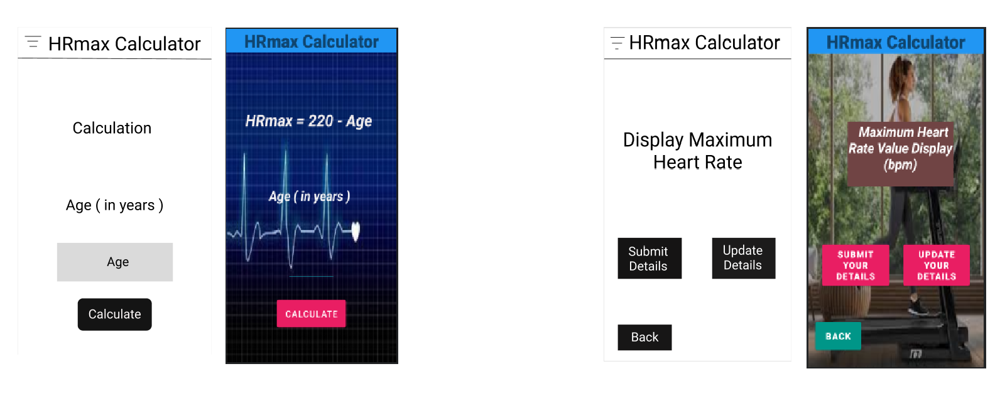 HRmax Calculator
Calculation
Age ( in years )
Age
Calculate
HRmax Calculator
HRmax = 220 - Age
Age ( in years )
CALCULATE
HRmax Calculator
Display Maximum
Heart Rate
Submit
Details
Update
Details
Back
HRmax Calculator
Maximum Heart
Rate Value Display
(bpm)
SUBMIT
YOUR
DETAILS
UPDATE
YOUR
DETAILS
BACK